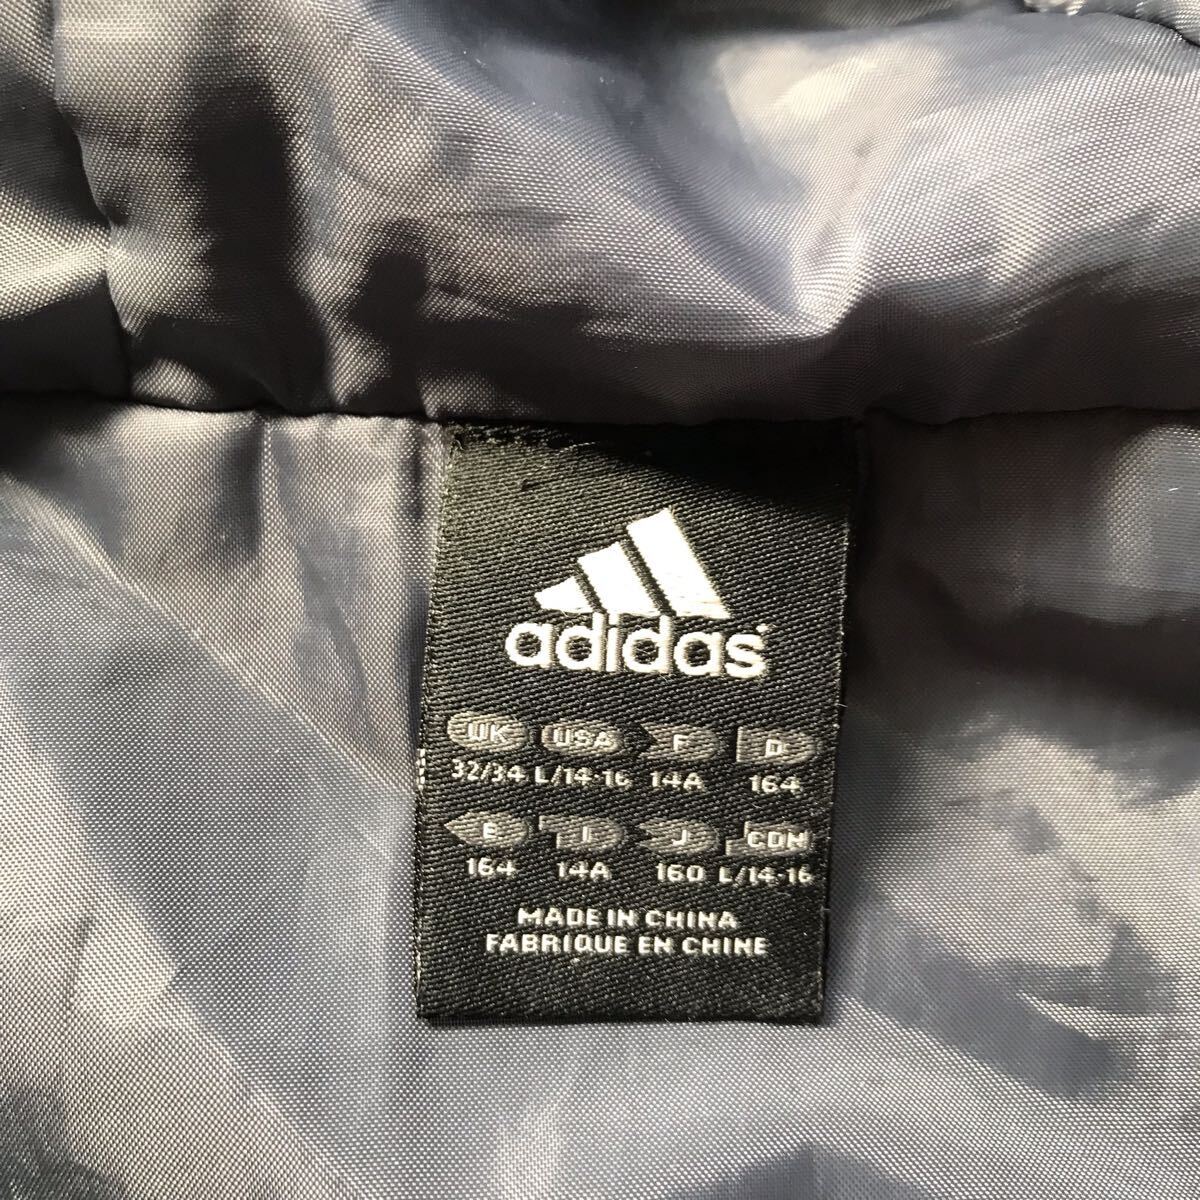 adidas
UK USA F D
32/34 L/14-16 14A 164
E I J CDN
164 14A 160 L/14-16
MADE IN CHINA
FABRIQUE EN CHINE